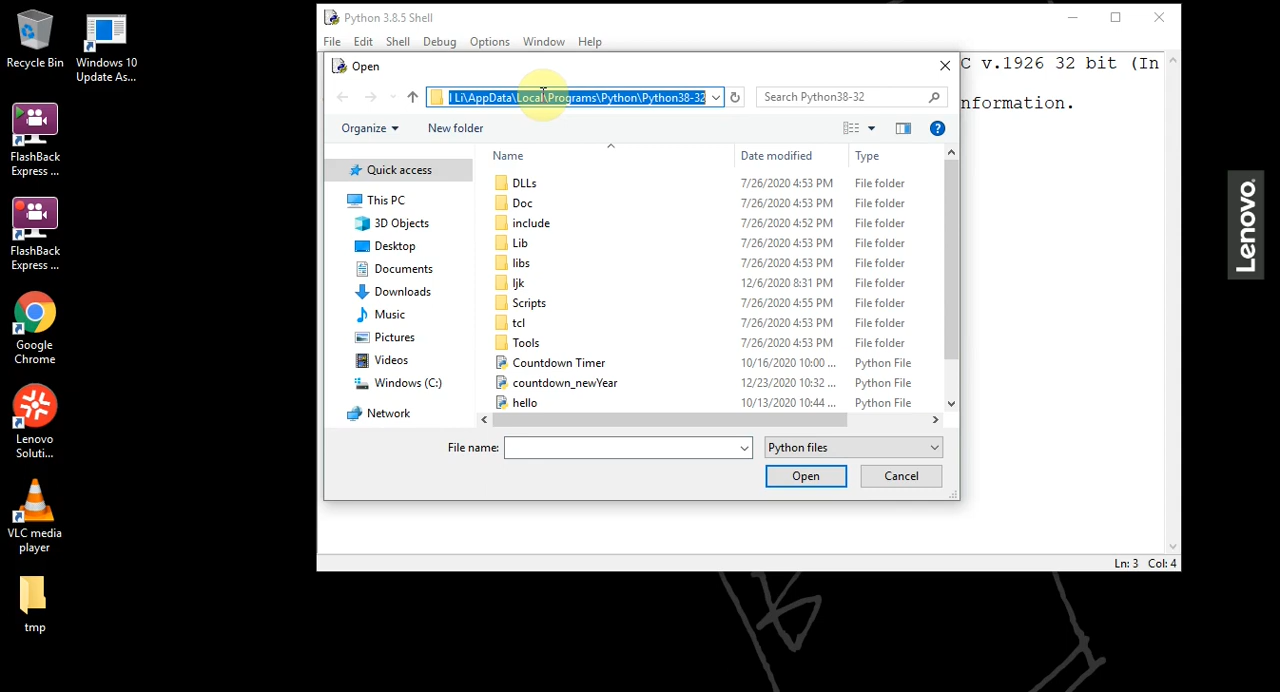 Recycle Bin
Windows 10
Update As...
FlashBack
Express ...
FlashBack
Express ...
Google
Chrome
Lenovo
Soluti...
VLC media
player
tmp
Python 3.8.5 Shell
File Edit Shell Debug Options Window Help
C v.1926 32 bit (In
nformation.
Open
l Li\AppData\Local\Programs\Python\Python38-32
Search Python38-32
Organize New folder
Name Date modified Type
Quick access
This PC
3D Objects
Desktop
Documents
Downloads
Music
Pictures
Videos
Windows (C:)
Network
DLLs 7/26/2020 4:53 PM File folder
Doc 7/26/2020 4:53 PM File folder
include 7/26/2020 4:52 PM File folder
Lib 7/26/2020 4:53 PM File folder
libs 7/26/2020 4:53 PM File folder
ljk 12/6/2020 8:31 PM File folder
Scripts 7/26/2020 4:55 PM File folder
tcl 7/26/2020 4:53 PM File folder
Tools 7/26/2020 4:53 PM File folder
Countdown Timer 10/16/2020 10:00 ... Python File
countdown_newYear 12/23/2020 10:32 ... Python File
hello 10/13/2020 10:44 ... Python File
File name: Python files
Open Cancel
Ln: 3 Col: 4
Lenovo.